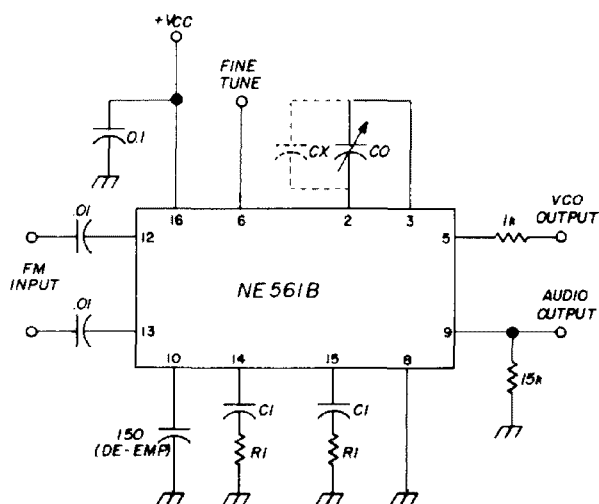 +VCC
FINE
TUNE
0.1
CX
CO
16
6
2
3
.01
12
5
1k
VCO
OUTPUT
FM
INPUT
NE561B
.01
13
9
AUDIO
OUTPUT
10
14
15
8
15k
150
(DE-EMP)
C1
R1
C1
R1